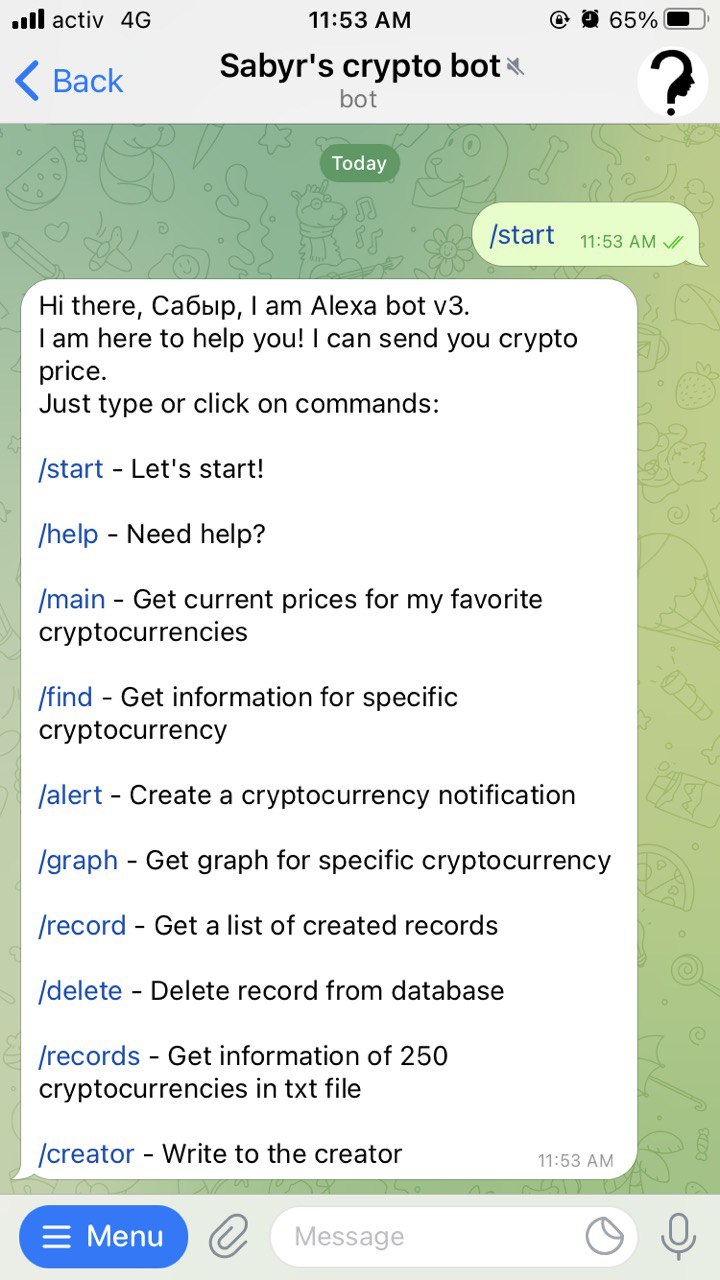 activ 4G 11:53 AM 65%
Back
Sabyr's crypto bot
bot
Today
/start 11:53 AM
Hi there, Сабыр, I am Alexa bot v3.
I am here to help you! I can send you crypto
price.
Just type or click on commands:
/start - Let's start!
/help - Need help?
/main - Get current prices for my favorite
cryptocurrencies
/find - Get information for specific
cryptocurrency
/alert - Create a cryptocurrency notification
/graph - Get graph for specific cryptocurrency
/record - Get a list of created records
/delete - Delete record from database
/records - Get information of 250
cryptocurrencies in txt file
/creator - Write to the creator
11:53 AM
Menu
Message